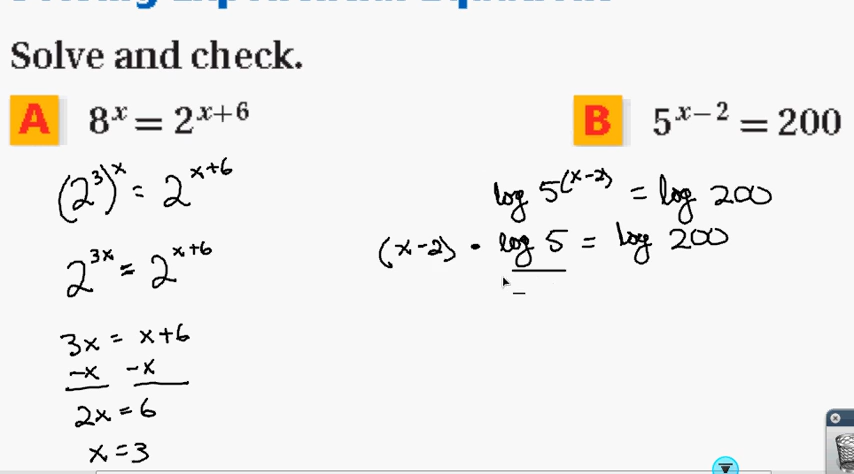 Solve and check.
A 8^x = 2^{x+6}
(2^3)^x = 2^{x+6}
2^{3x} = 2^{x+6}
3x = x+6
-x -x
2x = 6
x = 3
B 5^{x-2} = 200
log 5^{(x-2)} = log 200
(x-2) · log 5 = log 200